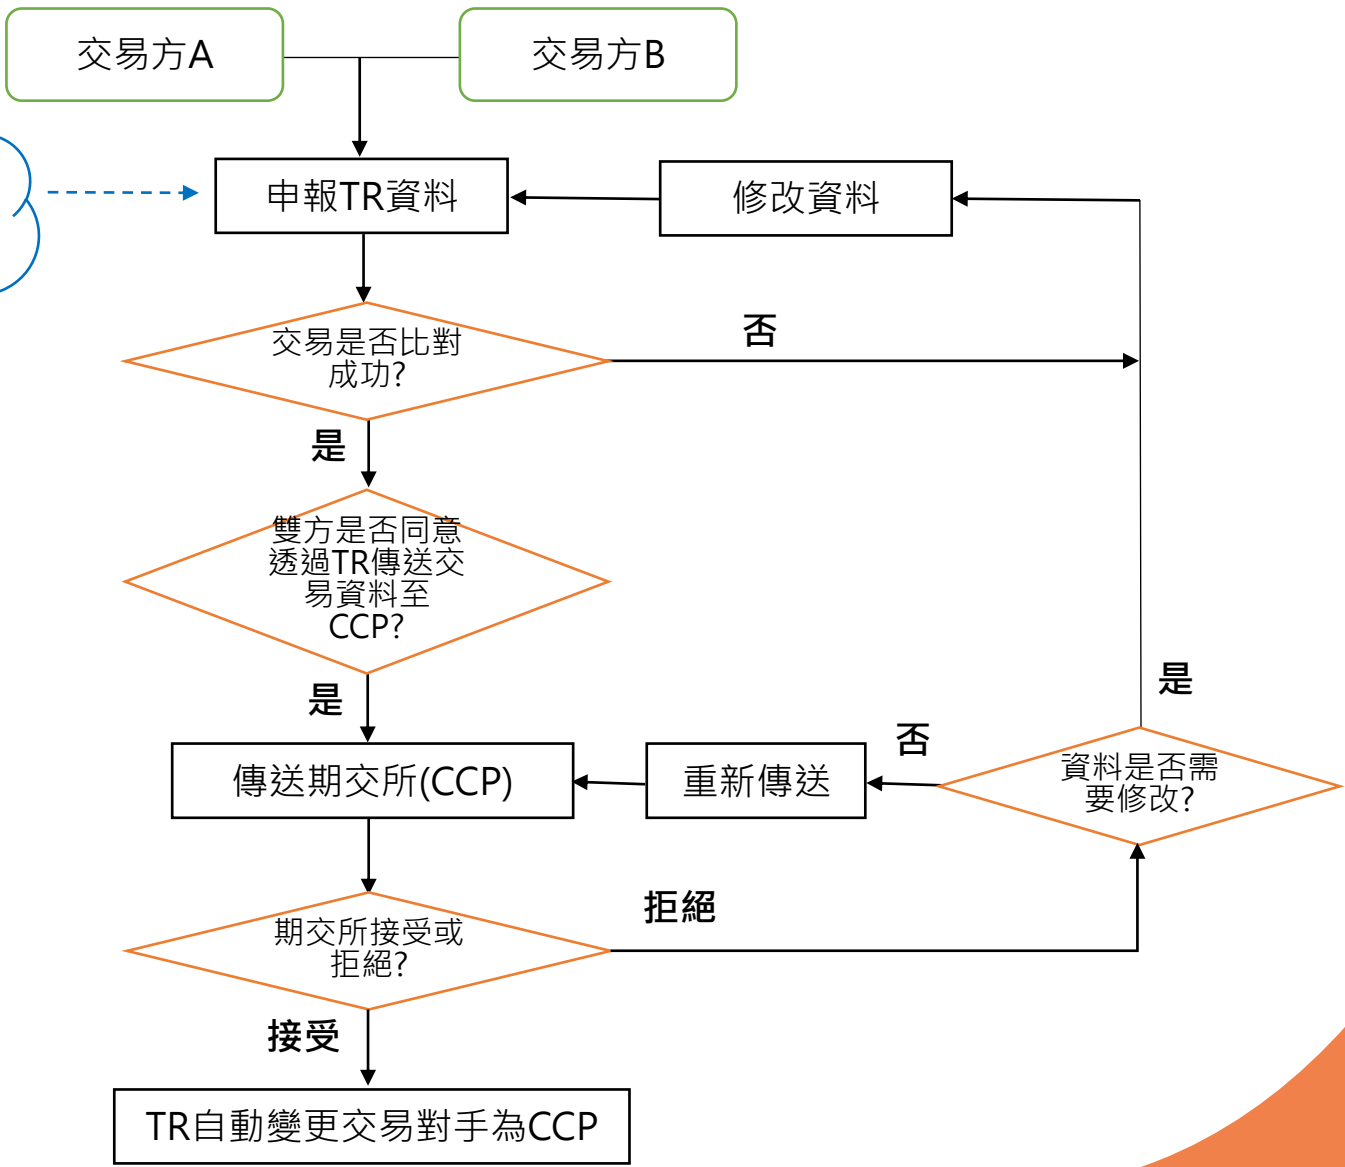 交易方A
交易方B
申報TR資料
修改資料
交易是否比對
成功?
否
是
雙方是否同意
透過TR傳送交
易資料至
CCP?
是
是
傳送期交所(CCP)
重新傳送
否
資料是否需
要修改?
期交所接受或
拒絕?
拒絕
接受
TR自動變更交易對手為CCP